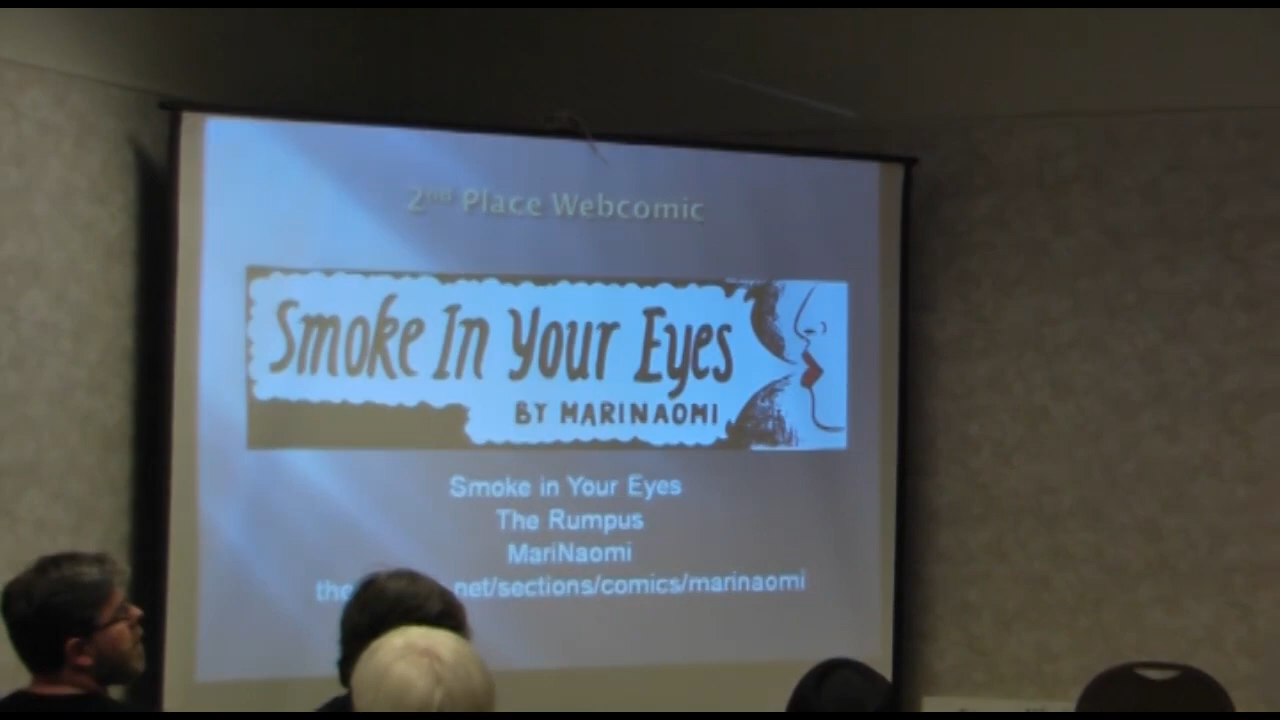 2nd Place Webcomic
Smoke In Your Eyes
BY MARINAOMI
Smoke in Your Eyes
The Rumpus
MariNaomi
the net/sections/comics/marinaomi